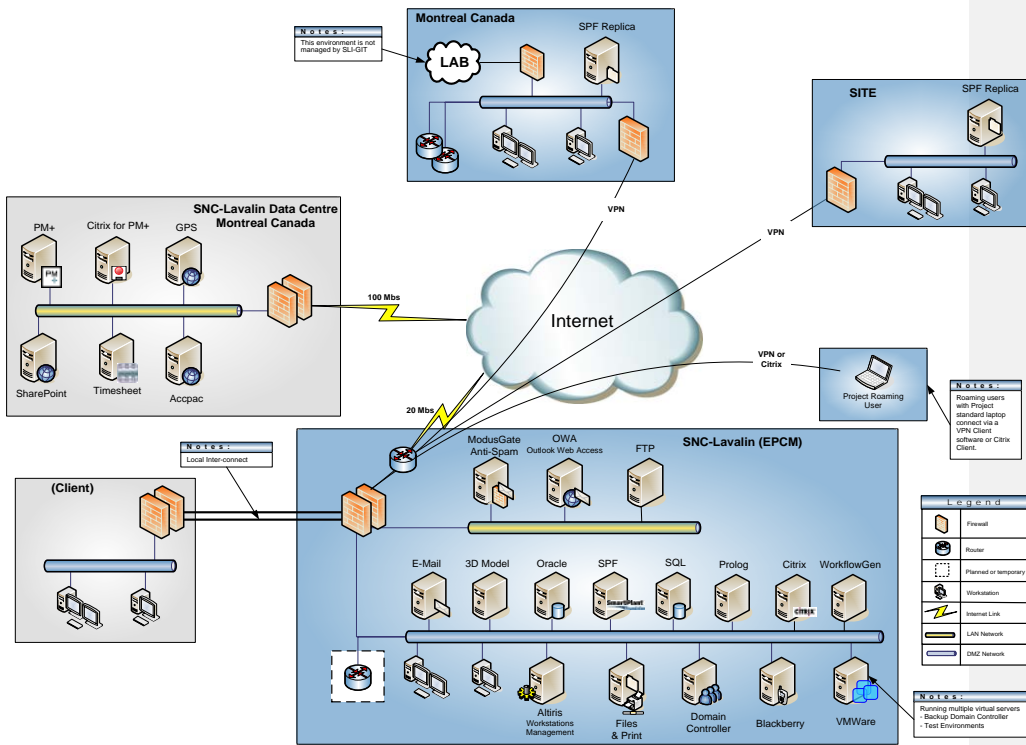 Montreal Canada
Notes:
This environment is not
managed by SLI-GIT
SPF Replica
LAB
SITE
SPF Replica
VPN
VPN
SNC-Lavalin Data Centre
Montreal Canada
PM+
Citrix for PM+
GPS
PM
SharePoint
Timesheet
Accpac
100 Mbs
Internet
VPN or
Citrix
Project Roaming
User
Notes:
Roaming users
with Project
standard laptop
connect via a
VPN Client
software or Citrix
Client.
20 Mbs
Notes:
Local Inter-connect
(Client)
SNC-Lavalin (EPCM)
ModusGate
Anti-Spam
OWA
Outlook Web Access
FTP
E-Mail
3D Model
Oracle
SPF
SQL
Prolog
Citrix
WorkflowGen
SmartPlant
CITRIX
Altiris
Workstations
Management
Files
& Print
Domain
Controller
Blackberry
VMWare
Legend
Firewall
Router
Planned or temporary
Workstation
Internet Link
LAN Network
DMZ Network
Notes:
Running multiple virtual servers
- Backup Domain Controller
- Test Environments